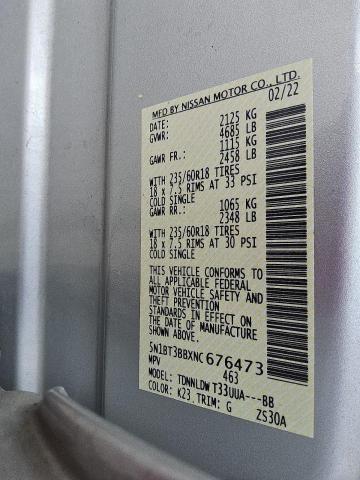 MFD BY NISSAN MOTOR CO., LTD.
DATE: 02/22
GVWR: 2125 KG
4685 LB
GAWR FR.: 1115 KG
2458 LB
WITH 235/60R18 TIRES
18 x 7.5 RIMS AT 33 PSI
COLD SINGLE
GAWR RR.: 1065 KG
2348 LB
WITH 235/60R18 TIRES
18 x 7.5 RIMS AT 30 PSI
COLD SINGLE
THIS VEHICLE CONFORMS TO
ALL APPLICABLE FEDERAL
MOTOR VEHICLE SAFETY AND
THEFT PREVENTION
STANDARDS IN EFFECT ON
THE DATE OF MANUFACTURE
SHOWN ABOVE.
5N1BT3BBXNC676473
MPV 463
MODEL: TDNNLDWT33UUA---BB
COLOR: K23 TRIM: G ZS30A